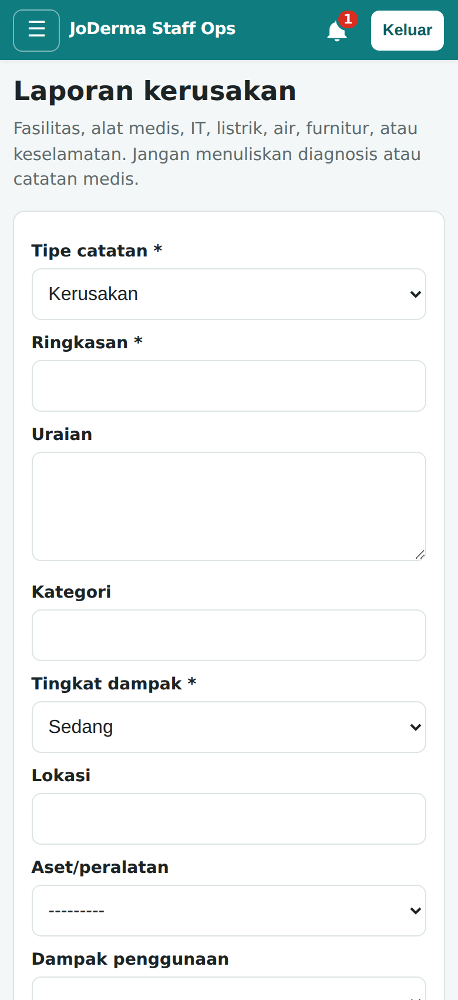 ☰ JoDerma Staff Ops 1 Keluar
Laporan kerusakan
Fasilitas, alat medis, IT, listrik, air, furnitur, atau
keselamatan. Jangan menuliskan diagnosis atau
catatan medis.
Tipe catatan *
Kerusakan
Ringkasan *
Uraian
Kategori
Tingkat dampak *
Sedang
Lokasi
Aset/peralatan
---------
Dampak penggunaan